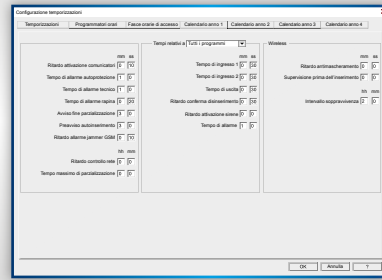 Configurazione temporizzazioni
Temporizzazioni Programmatori orari Fasce orarie di accesso Calendario anno 1 Calendario anno 2 Calendario anno 3 Calendario anno 4
mm ss
Ritardo attivazione comunicatori 0 10
Tempo di allarme autoprotezione 1 0
Tempo di allarme tecnico 1 0
Tempo di allarme rapina 0 20
Avviso fine parzializzazione 3 0
Preavviso autoinserimento 3 0
Ritardo allarme jammer GSM 0 10
hh mm
Ritardo controllo rete 0 0
Tempo massimo di parzializzazione 0 0
Tempi relativi a Tutti i programmi
mm ss
Tempo di ingresso 1 0 30
Tempo di ingresso 2 0 30
Tempo di uscita 0 30
Ritardo conferma disinserimento 0 30
Ritardo attivazione sirene 0 0
Tempo di allarme 1 0
Wireless
mm ss
Ritardo antimascheramento 0 0
Supervisione prima dell'inserimento 0 0
hh mm
Intervallo sopravvivenza 2 0
OK Annulla ?